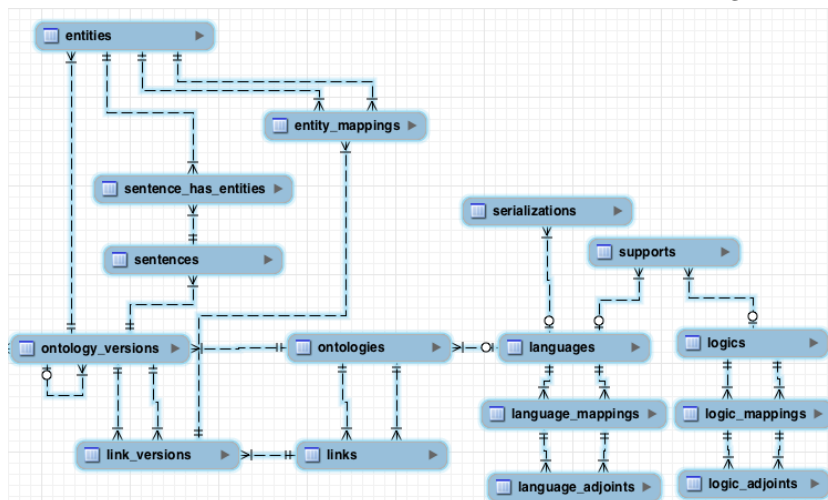 entities
entity_mappings
sentence_has_entities
serializations
supports
sentences
ontology_versions
ontologies
languages
logics
language_mappings
logic_mappings
link_versions
links
language_adjoints
logic_adjoints